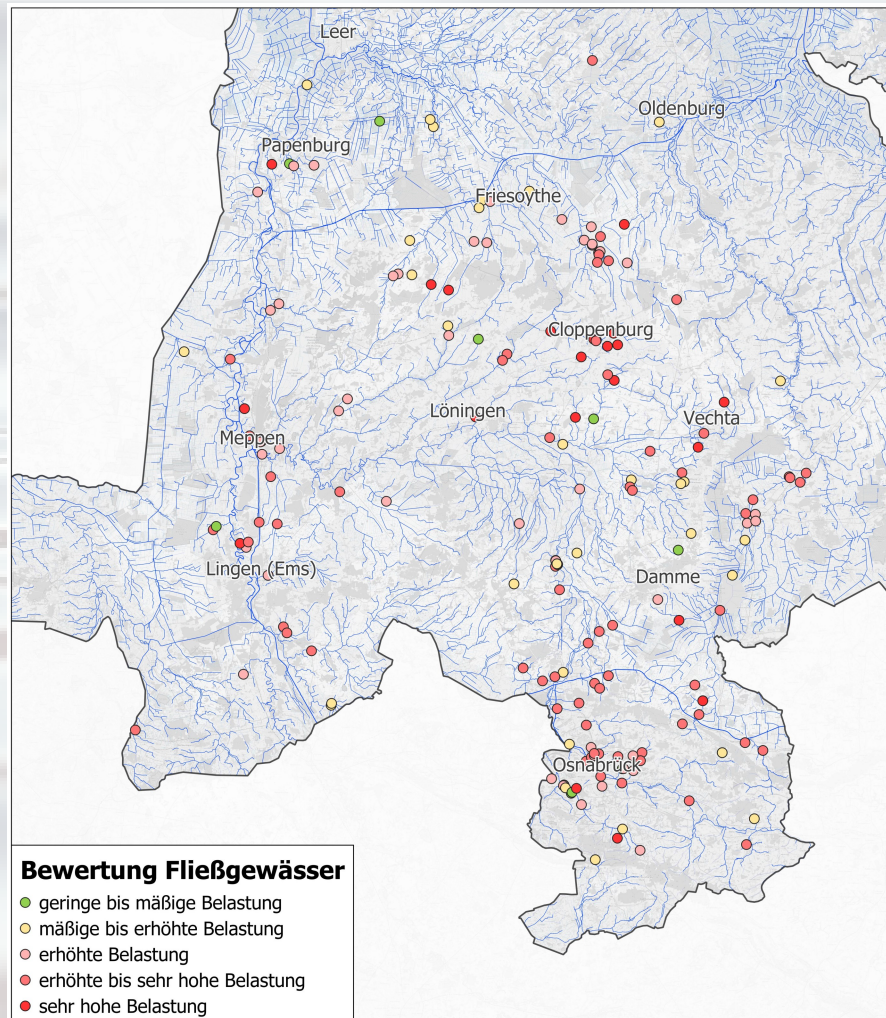 Leer
Oldenburg
Papenburg
Friesoythe
Cloppenburg
Löningen
Vechta
Meppen
Lingen (Ems)
Damme
Osnabrück
Bewertung Fließgewässer
geringe bis mäßige Belastung
mäßige bis erhöhte Belastung
erhöhte Belastung
erhöhte bis sehr hohe Belastung
sehr hohe Belastung